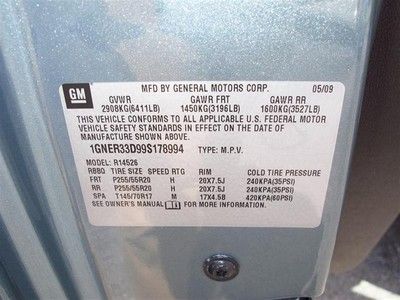 GM
MFD BY GENERAL MOTORS CORP. 05/09
GVWR GAWR FRT GAWR RR
2908KG(6411LB) 1450KG(3196LB) 1600KG(3527LB)
THIS VEHICLE CONFORMS TO ALL APPLICABLE U.S. FEDERAL MOTOR
VEHICLE SAFETY STANDARDS IN EFFECT ON THE DATE OF
MANUFACTURE SHOWN ABOVE.
1GNER33D99S178994 TYPE: M.P.V.
MODEL: R14526
RBBQ TIRE SIZE SPEED RTG RIM COLD TIRE PRESSURE
FRT P255/55R20 H 20X7.5J 240KPA(35PSI)
RR P255/55R20 H 20X7.5J 240KPA(35PSI)
SPA T145/70R17 M 17X4.5B 420KPA(60PSI)
SEE OWNER'S MANUAL FOR MORE INFORMATION.